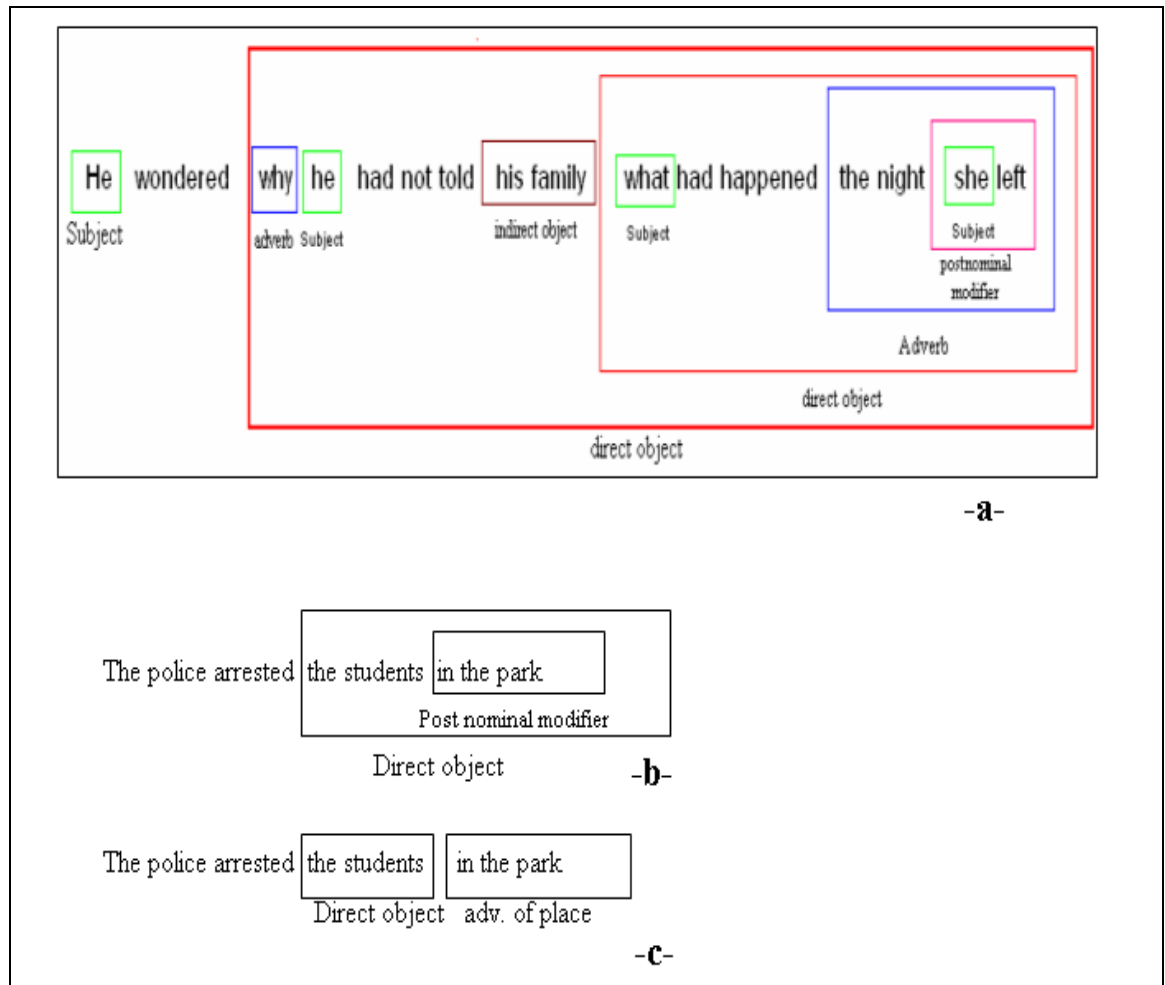 He wondered why he had not told his family what had happened the night she left
Subject adverb Subject indirect object Subject Subject
postnominal
modifier
Adverb
direct object
direct object
-a-
The police arrested the students in the park
Post nominal modifier
Direct object -b-
The police arrested the students in the park
Direct object adv. of place
-c-